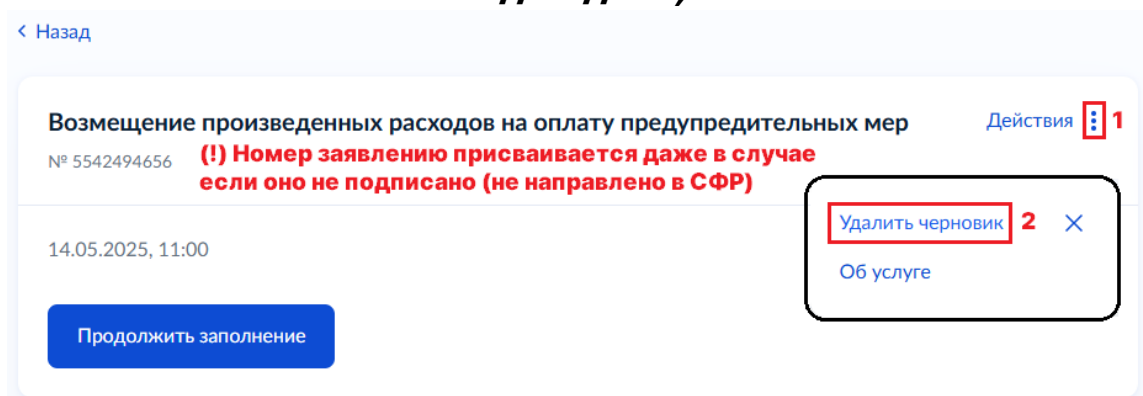 Назад
Возмещение произведенных расходов на оплату предупредительных мер
Действия 1
№ 5542494656
(!) Номер заявлению присваивается даже в случае
если оно не подписано (не направлено в СФР)
Удалить черновик 2
14.05.2025, 11:00
Об услуге
Продолжить заполнение